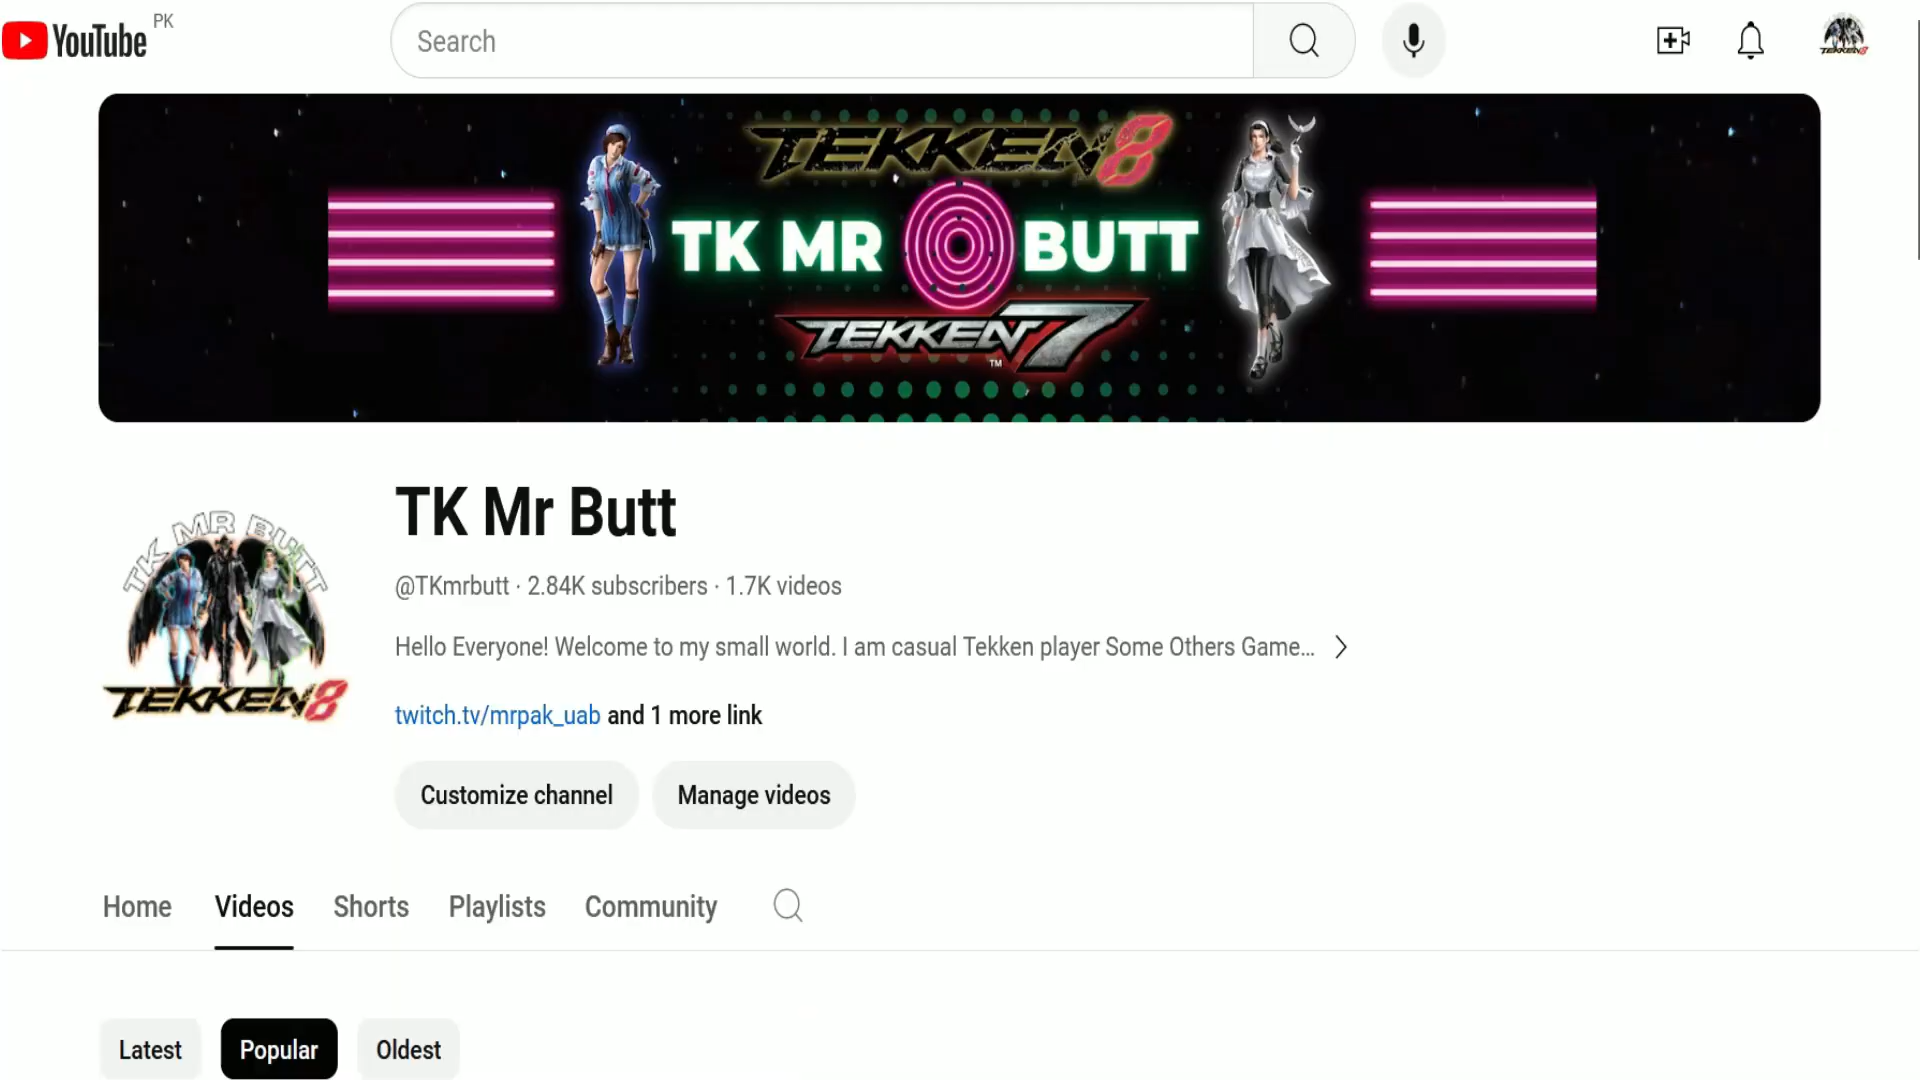 YouTube PK
Search
TEKKEN 8
TK MR BUTT
TEKKEN 7
TM
TK MR BUTT
TEKKEN 8
TK Mr Butt
@TKmrbutt · 2.84K subscribers · 1.7K videos
Hello Everyone! Welcome to my small world. I am casual Tekken player Some Others Game...
twitch.tv/mrpak_uab and 1 more link
Customize channel Manage videos
Home Videos Shorts Playlists Community
Latest Popular Oldest